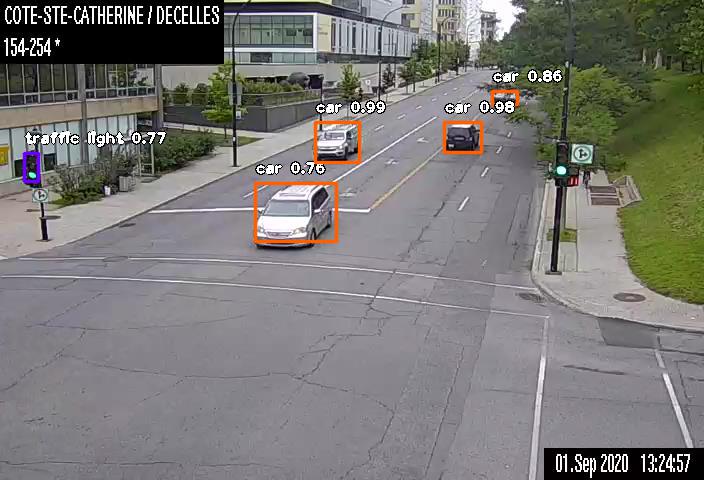 COTE-STE-CATHERINE / DECELLES
154-254 *
car 0.86
car 0.99
car 0.98
traffic light 0.77
car 0.76
01.Sep 2020 13:24:57